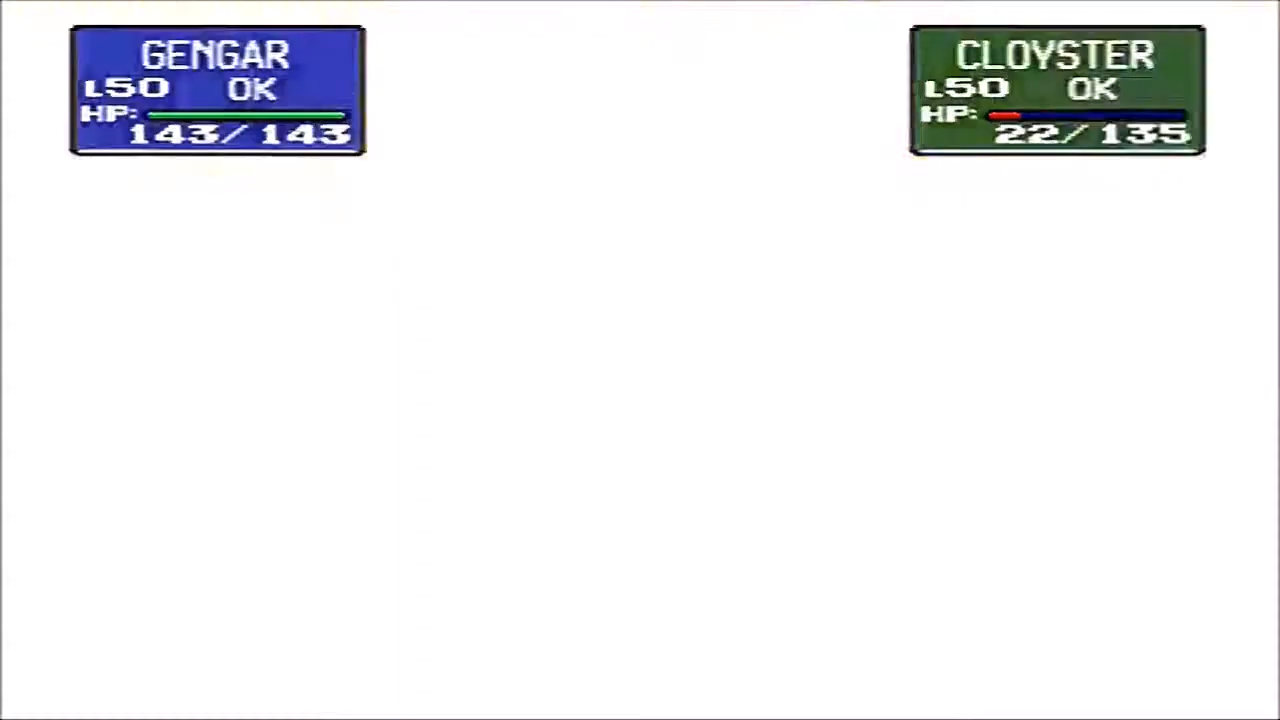 GENGAR
L50 OK
HP:
143/143
CLOYSTER
L50 OK
HP:
22/135